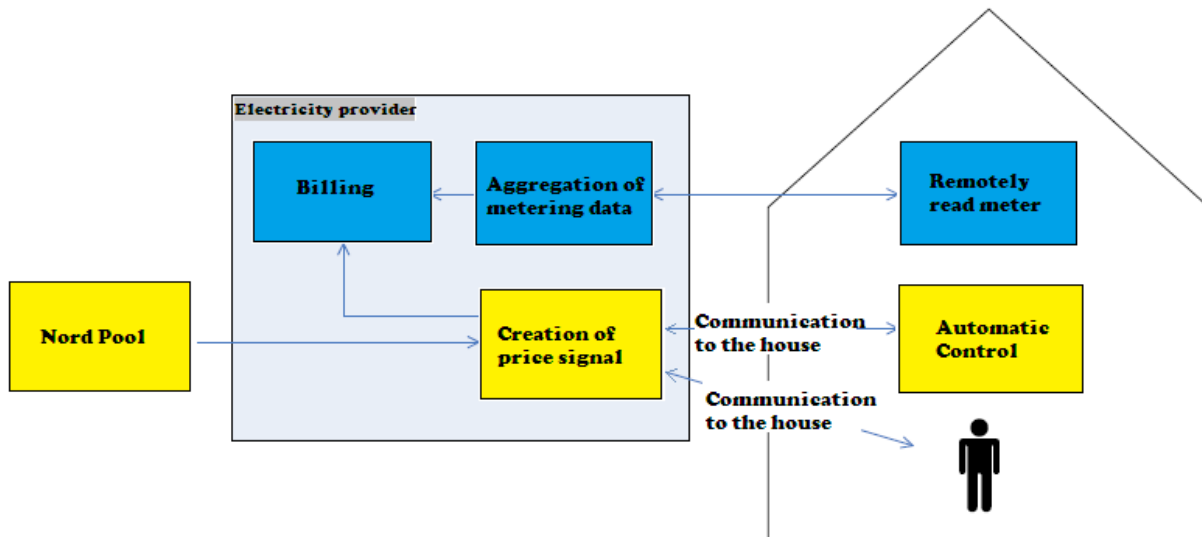 Electricity provider
Billing
Aggregation of
metering data
Remotely
read meter
Nord Pool
Creation of
price signal
Communication
to the house
Automatic
Control
Communication
to the house